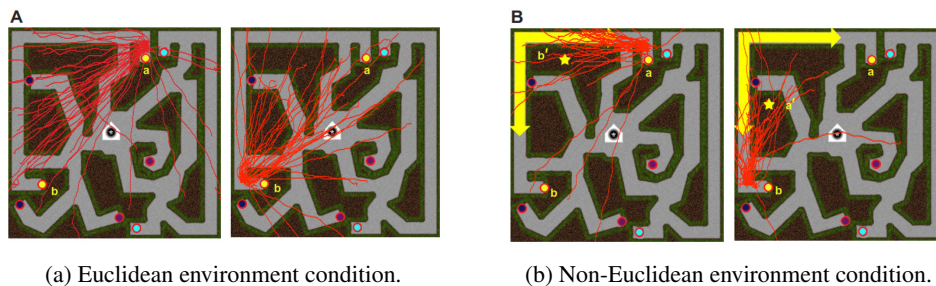 A
B
a
b
a
b
b'
a
b
a
a'
b
(a) Euclidean environment condition.
(b) Non-Euclidean environment condition.